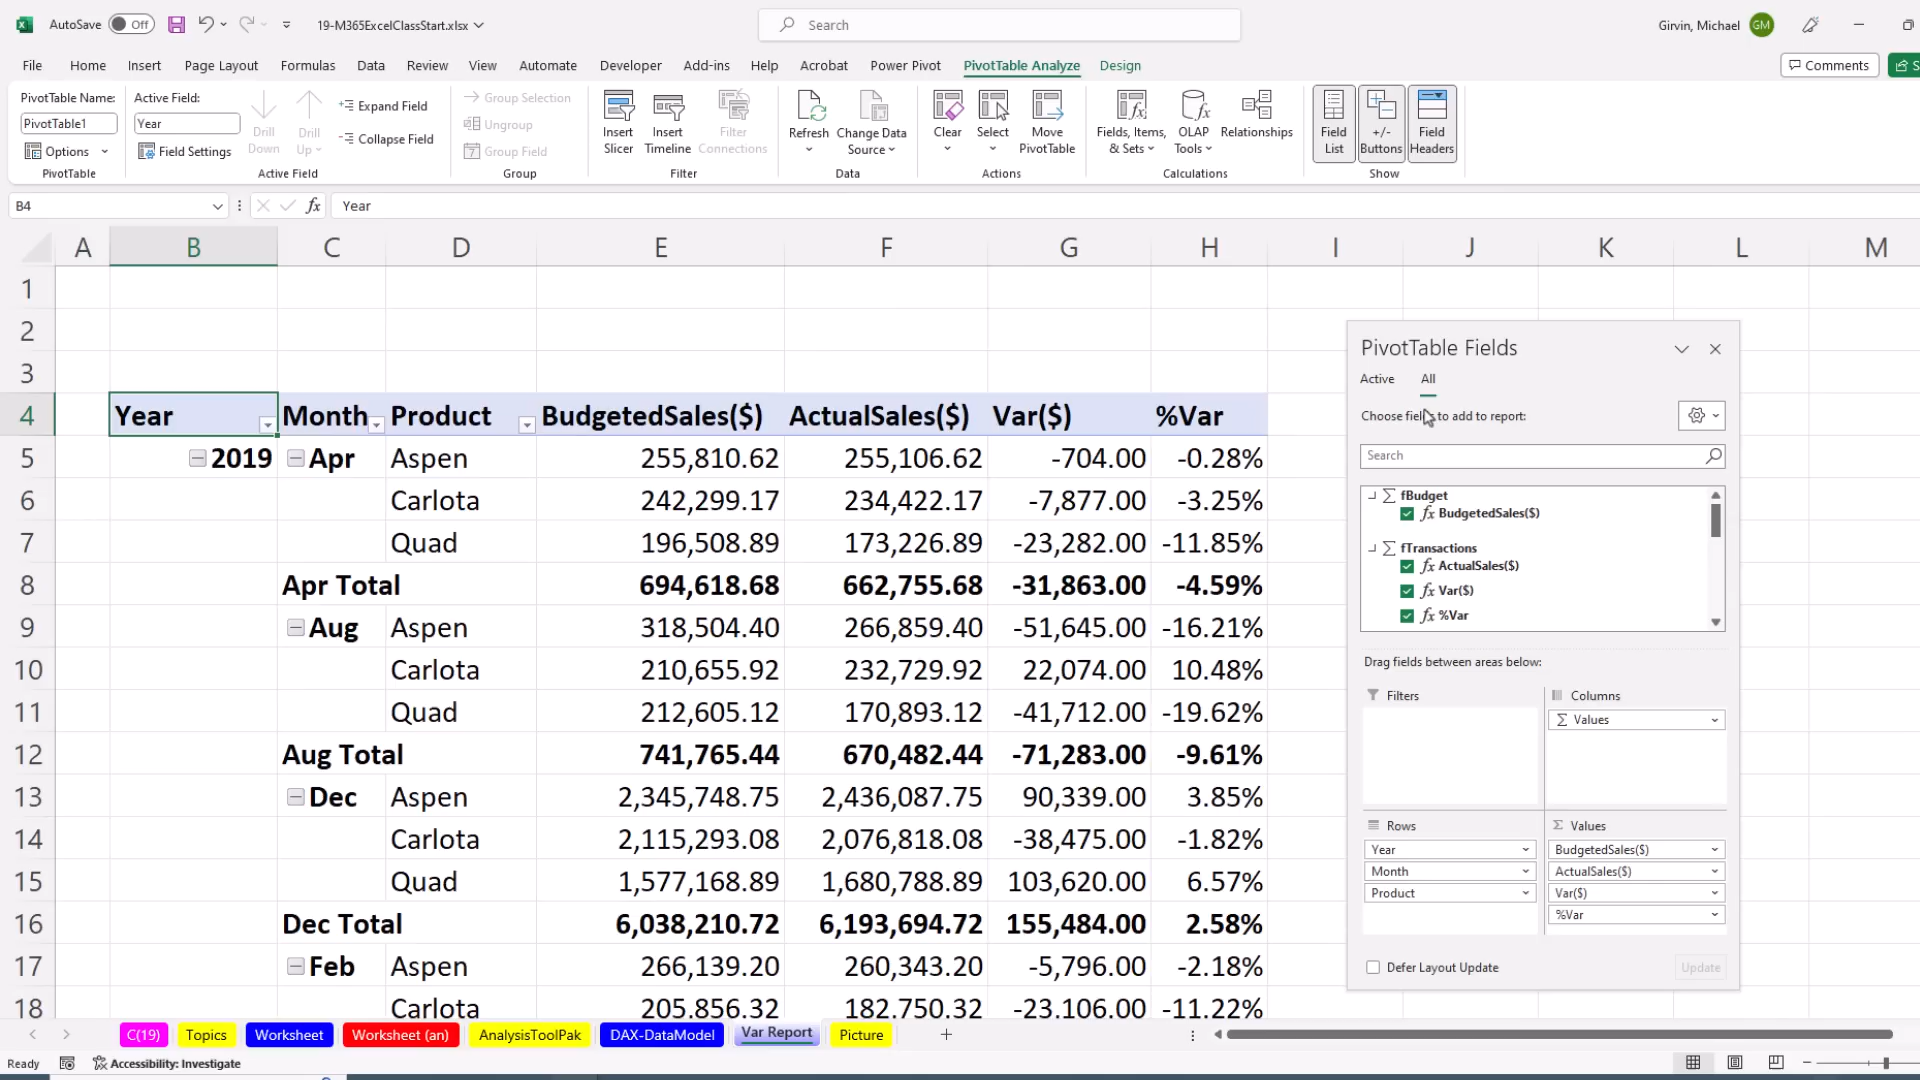 AutoSave Off 19-M365ExcelClassStart.xlsx Search Girvin, Michael GM
File Home Insert Page Layout Formulas Data Review View Automate Developer Add-ins Help Acrobat Power Pivot PivotTable Analyze Design Comments
PivotTable Name:
PivotTable1
Options
PivotTable
Active Field:
Year
Field Settings
Drill Down
Drill Up
Expand Field
Collapse Field
Active Field
Group Selection
Ungroup
Group Field
Group
Insert Slicer
Insert Timeline
Filter Connections
Filter
Refresh
Change Data Source
Data
Clear
Select
Move PivotTable
Actions
Fields, Items, & Sets
OLAP Tools
Relationships
Calculations
Field List
+/- Buttons
Field Headers
Show
B4 fx Year
A B C D E F G H I J K L M
1
2
3
4 Year Month Product BudgetedSales($) ActualSales($) Var($) %Var
5 2019 Apr Aspen 255,810.62 255,106.62 -704.00 -0.28%
6 Carlota 242,299.17 234,422.17 -7,877.00 -3.25%
7 Quad 196,508.89 173,226.89 -23,282.00 -11.85%
8 Apr Total 694,618.68 662,755.68 -31,863.00 -4.59%
9 Aug Aspen 318,504.40 266,859.40 -51,645.00 -16.21%
10 Carlota 210,655.92 232,729.92 22,074.00 10.48%
11 Quad 212,605.12 170,893.12 -41,712.00 -19.62%
12 Aug Total 741,765.44 670,482.44 -71,283.00 -9.61%
13 Dec Aspen 2,345,748.75 2,436,087.75 90,339.00 3.85%
14 Carlota 2,115,293.08 2,076,818.08 -38,475.00 -1.82%
15 Quad 1,577,168.89 1,680,788.89 103,620.00 6.57%
16 Dec Total 6,038,210.72 6,193,694.72 155,484.00 2.58%
17 Feb Aspen 266,139.20 260,343.20 -5,796.00 -2.18%
18 Carlota 205,856.32 182,750.32 -23,106.00 -11.22%
PivotTable Fields
Active All
Choose fields to add to report:
Search
fBudget
fx BudgetedSales($)
fTransactions
fx ActualSales($)
fx Var($)
fx %Var
Drag fields between areas below:
Filters
Columns
Σ Values
Rows
Year
Month
Product
Σ Values
BudgetedSales($)
ActualSales($)
Var($)
%Var
Defer Layout Update Update
C(19) Topics Worksheet Worksheet (an) AnalysisToolPak DAX-DataModel Var Report Picture
Ready Accessibility: Investigate